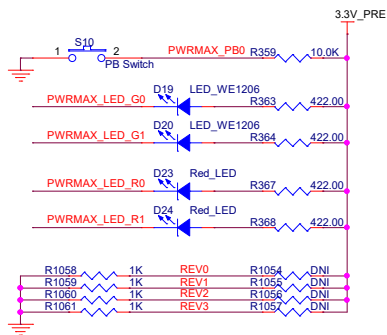 3.3V_PRE
S10
1 2 PWRMAX_PB0 R359 10.0K
PB Switch
D19 LED_WE1206
PWRMAX_LED_G0 R363 422.00
D20 LED_WE1206
PWRMAX_LED_G1 R364 422.00
D23 Red_LED
PWRMAX_LED_R0 R367 422.00
D24 Red_LED
PWRMAX_LED_R1 R368 422.00
R1058 1K REV0 R1054 DNI
R1059 1K REV1 R1055 DNI
R1060 1K REV2 R1056 DNI
R1061 1K REV3 R1057 DNI